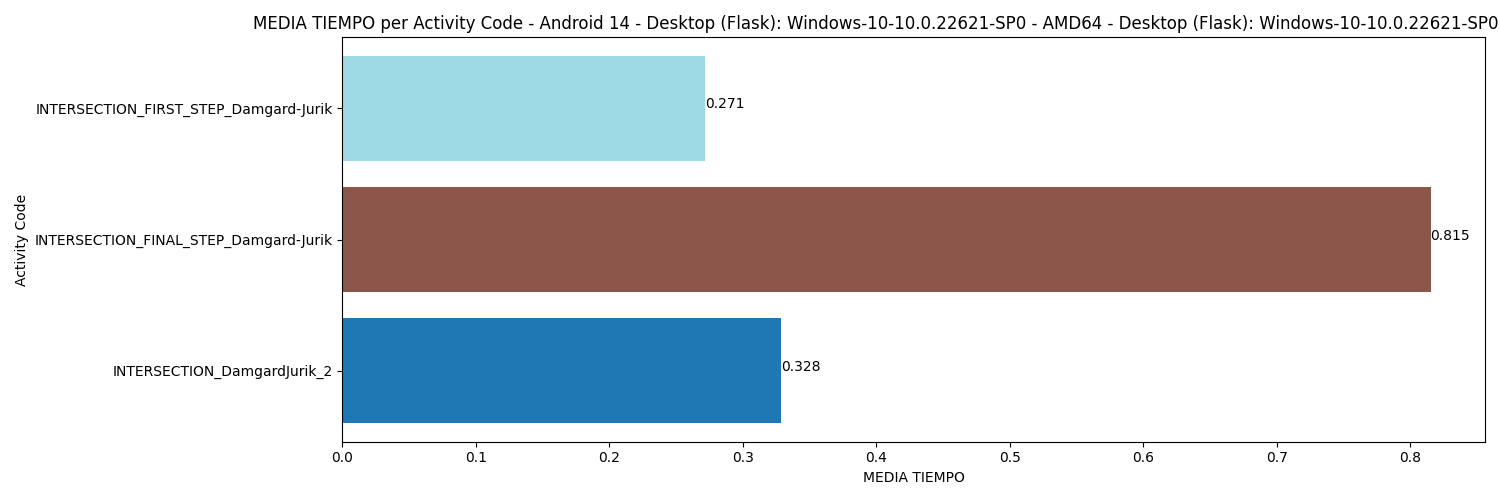 MEDIA TIEMPO per Activity Code - Android 14 - Desktop (Flask): Windows-10-10.0.22621-SP0 - AMD64 - Desktop (Flask): Windows-10-10.0.22621-SP0
INTERSECTION_FIRST_STEP_Damgard-Jurik
0.271
INTERSECTION_FINAL_STEP_Damgard-Jurik
0.815
INTERSECTION_DamgardJurik_2
0.328
Activity Code
0.0 0.1 0.2 0.3 0.4 0.5 0.6 0.7 0.8
MEDIA TIEMPO